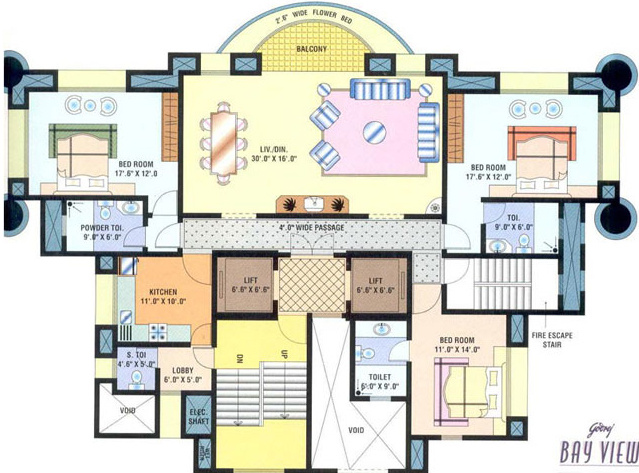 2'.6" WIDE FLOWER BED
BALCONY
LIV./DIN.
30'.0" X 16'.0"
BED ROOM
17'.6" X 12'.0
BED ROOM
17'.6" X 12'.0"
POWDER TOI.
9'.0" X 6'.0"
TOI.
9'.0" X 6'.0"
4'.0" WIDE PASSAGE
KITCHEN
11'.0" X 10'.0"
LIFT
6'.6" X 6'.6"
LIFT
6'.6" X 6'.6"
FIRE ESCAPE
STAIR
BED ROOM
11'.0" X 14'.0"
S. TOI
4'.6" X 5'.0"
LOBBY
6'.0" X 5'.0"
DN
UP
TOILET
6'.0" X 9'.0"
VOID
ELEC.
SHAFT
VOID
Godrej
BAY VIEW